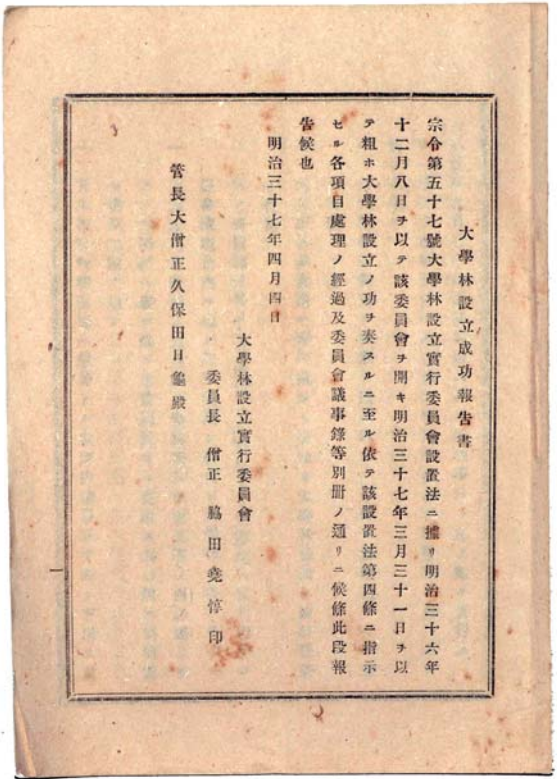 大學林設立成功報告書
宗令第五十七號大學林設立實行委員會設置法ニ據リ明治三十六年
十二月八日ヲ以テ該委員會ヲ開キ明治三十七年三月三十一日ヲ以
テ粗ホ大學林設立ノ功ヲ奏スルニ至ル依テ該設置法第四條ニ指示
セル各項目處理ノ經過及委員會議事錄等別册ノ通リニ候條此段報
告候也
明治三十七年四月四日
大學林設立實行委員會
委員長 僧正 脇田堯惇印
管長大僧正久保田日龜殿
一